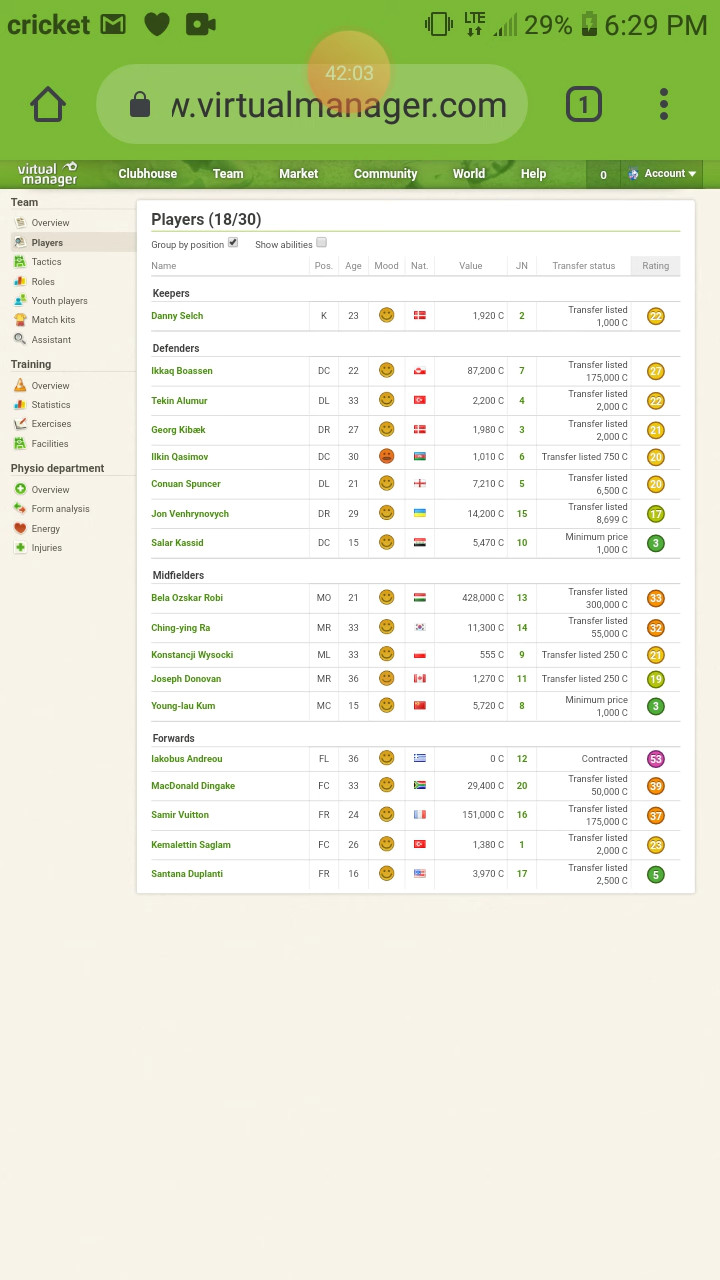 cricket LTE 29% 6:29 PM
42:03
w.virtualmanager.com 1
virtual manager Clubhouse Team Market Community World Help 0 Account
Team
Overview
Players
Tactics
Roles
Youth players
Match kits
Assistant
Training
Overview
Statistics
Exercises
Facilities
Physio department
Overview
Form analysis
Energy
Injuries
Players (18/30)
Group by position Show abilities
Name Pos. Age Mood Nat. Value JN Transfer status Rating
Keepers
Danny Selch K 23 1,920 C 2 Transfer listed 1,000 C 22
Defenders
Ikkaq Boassen DC 22 87,200 C 7 Transfer listed 175,000 C 27
Tekin Alumur DL 33 2,200 C 4 Transfer listed 2,000 C 22
Georg Kibæk DR 27 1,980 C 3 Transfer listed 2,000 C 21
Ilkin Qasimov DC 30 1,010 C 6 Transfer listed 750 C 20
Conuan Spuncer DL 21 7,210 C 5 Transfer listed 6,500 C 20
Jon Venhrynovych DR 29 14,200 C 15 Transfer listed 8,699 C 17
Salar Kassid DC 15 5,470 C 10 Minimum price 1,000 C 3
Midfielders
Bela Ozskar Robi MO 21 428,000 C 13 Transfer listed 300,000 C 33
Ching-ying Ra MR 33 11,300 C 14 Transfer listed 55,000 C 32
Konstancji Wysocki ML 33 555 C 9 Transfer listed 250 C 21
Joseph Donovan MR 36 1,270 C 11 Transfer listed 250 C 19
Young-Iau Kum MC 15 5,720 C 8 Minimum price 1,000 C 3
Forwards
Iakobus Andreou FL 36 0 C 12 Contracted 53
MacDonald Dingake FC 33 29,400 C 20 Transfer listed 50,000 C 39
Samir Vuitton FR 24 151,000 C 16 Transfer listed 175,000 C 37
Kemalettin Saglam FC 26 1,380 C 1 Transfer listed 2,000 C 23
Santana Duplanti FR 16 3,970 C 17 Transfer listed 2,500 C 5